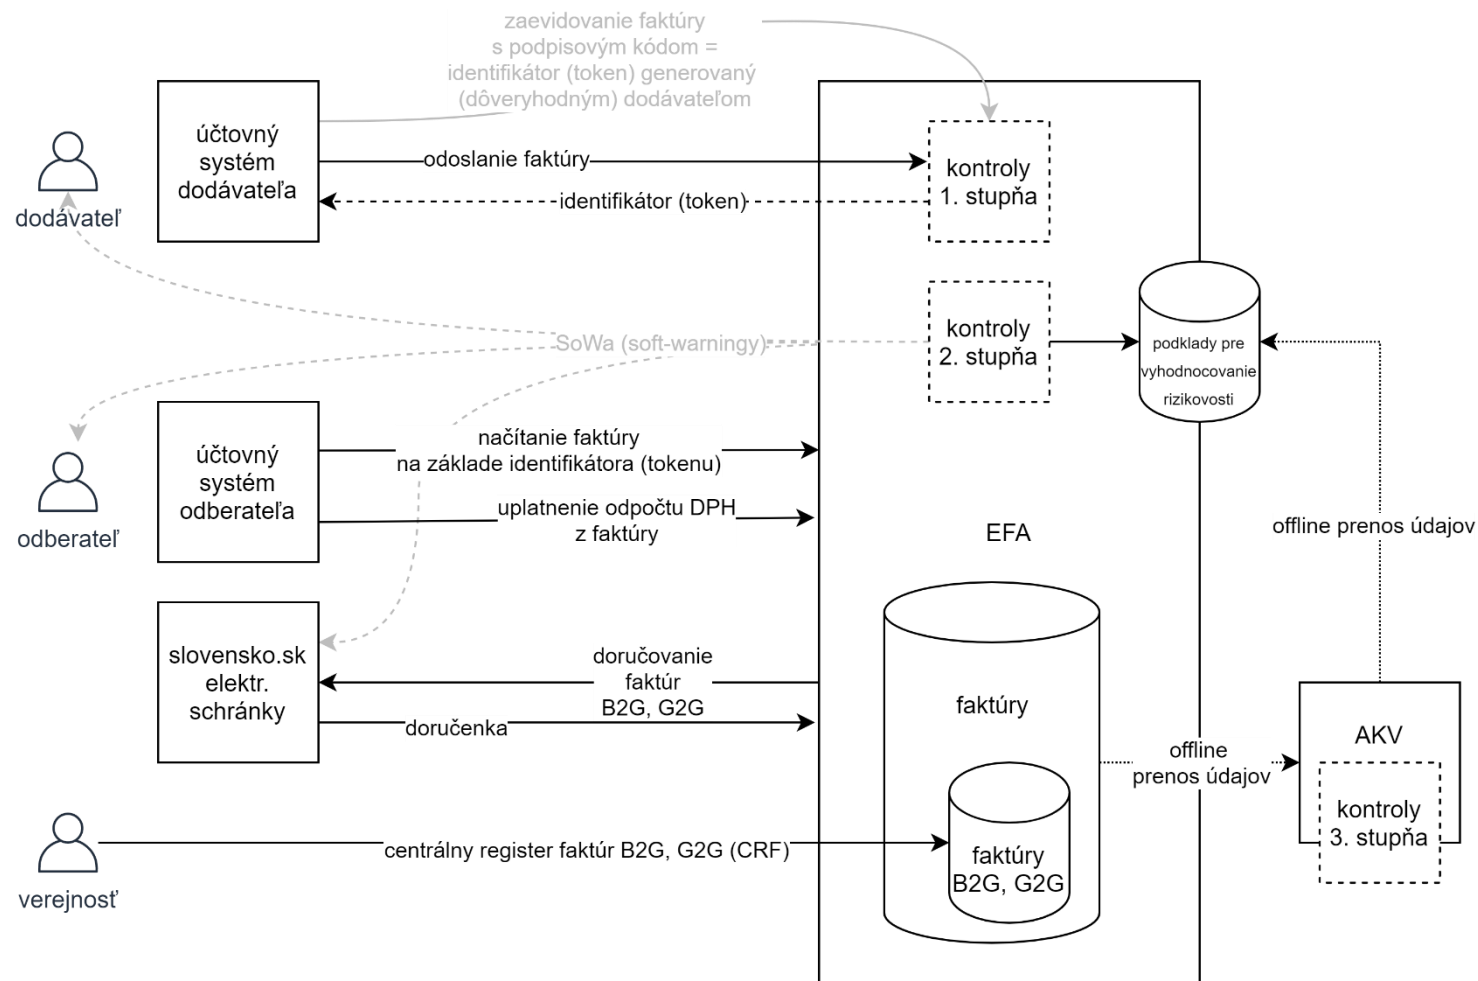 zaevidovanie faktúry
s podpisovým kódom =
identifikátor (token) generovaný
(dôveryhodným) dodávateľom
účtovný
systém
dodávateľa
dodávateľ
odoslanie faktúry
identifikátor (token)
kontroly
1. stupňa
SoWa (soft-warningy)
kontroly
2. stupňa
podklady pre
vyhodnocovanie
rizikovosti
účtovný
systém
odberateľa
odberateľ
načítanie faktúry
na základe identifikátora (tokenu)
uplatnenie odpočtu DPH
z faktúry
EFA
offline prenos údajov
slovensko.sk
elektr.
schránky
doručovanie
faktúr
B2G, G2G
doručenka
faktúry
offline
prenos údajov
AKV
kontroly
3. stupňa
verejnosť
centrálny register faktúr B2G, G2G (CRF)
faktúry
B2G, G2G